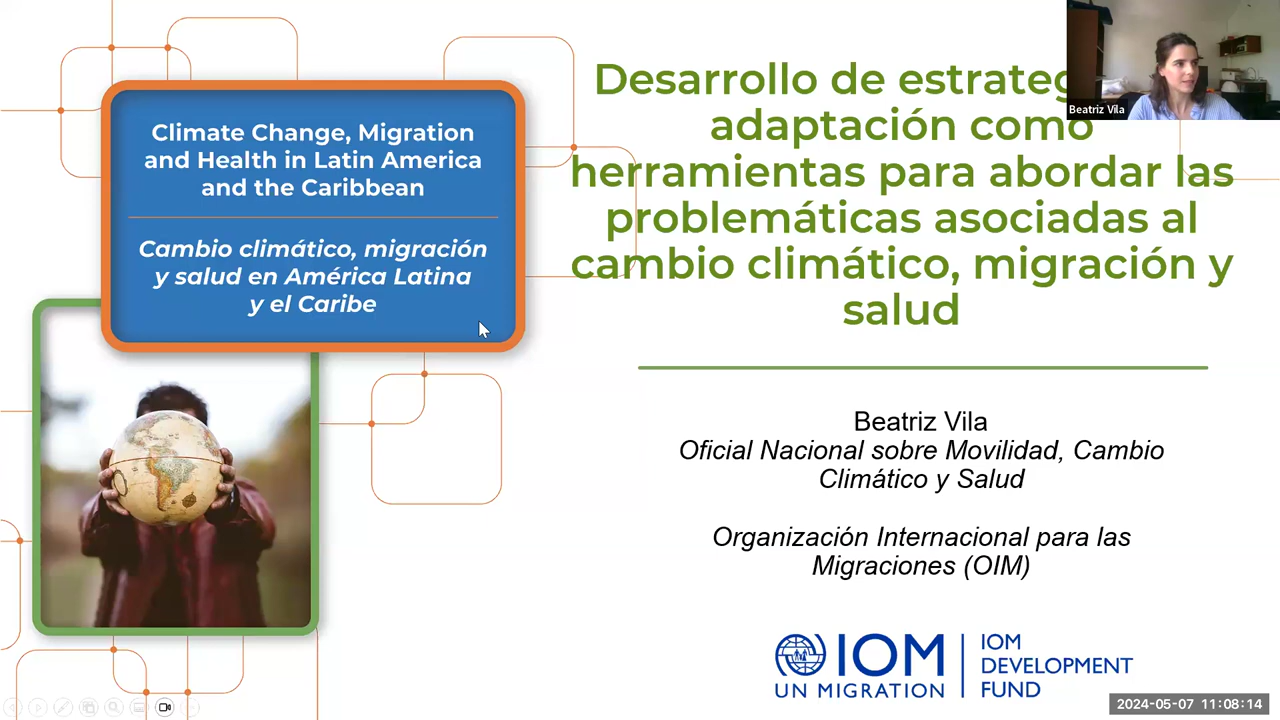 Climate Change, Migration
and Health in Latin America
and the Caribbean
Cambio climático, migración
y salud en América Latina
y el Caribe
Desarrollo de estrateg
adaptación como
herramientas para abordar las
problemáticas asociadas al
cambio climático, migración y
salud
Beatriz Vila
Beatriz Vila
Oficial Nacional sobre Movilidad, Cambio
Climático y Salud
Organización Internacional para las
Migraciones (OIM)
IOM
UN MIGRATION
IOM
DEVELOPMENT
FUND
2024-05-07 11:08:14